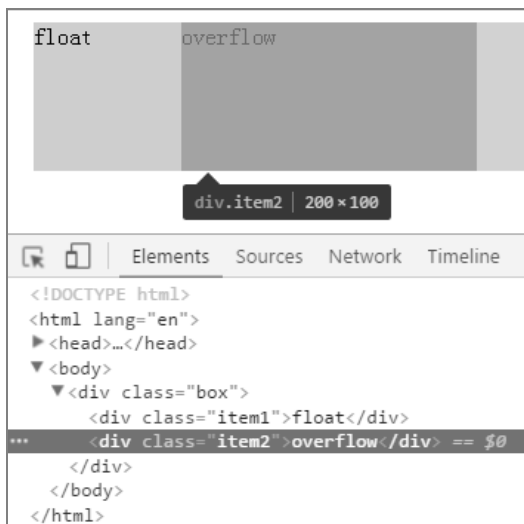 float overflow
div.item2 200 × 100
Elements Sources Network Timeline
<!DOCTYPE html>
<html lang="en">
▶<head>…</head>
▼<body>
▼<div class="box">
<div class="item1">float</div>
••• <div class="item2">overflow</div> == $0
</div>
</body>
</html>